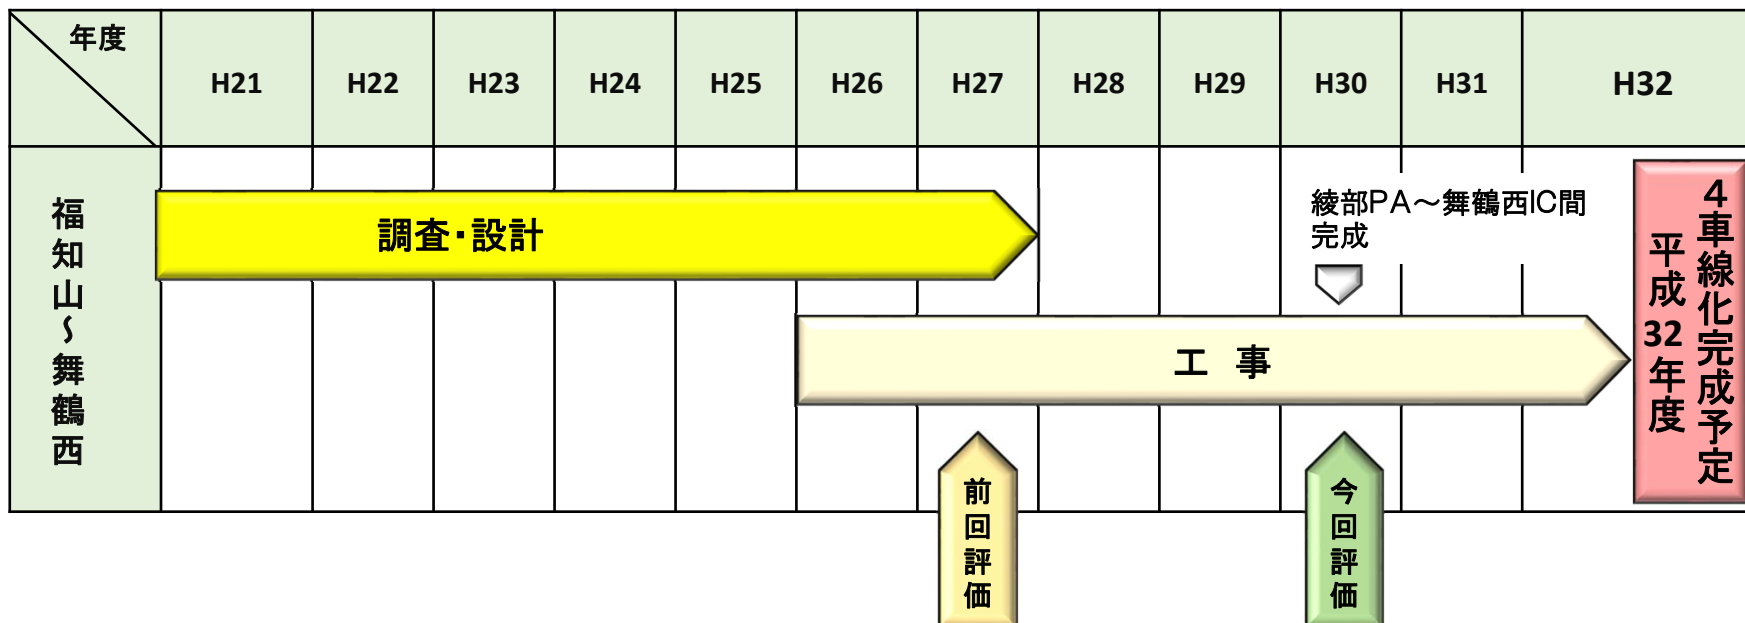 年度
H21
H22
H23
H24
H25
H26
H27
H28
H29
H30
H31
H32
福知山～舞鶴西
調査・設計
綾部PA～舞鶴西IC間
完成
工 事
４車線化完成予定
平成32年度
前回評価
今回評価